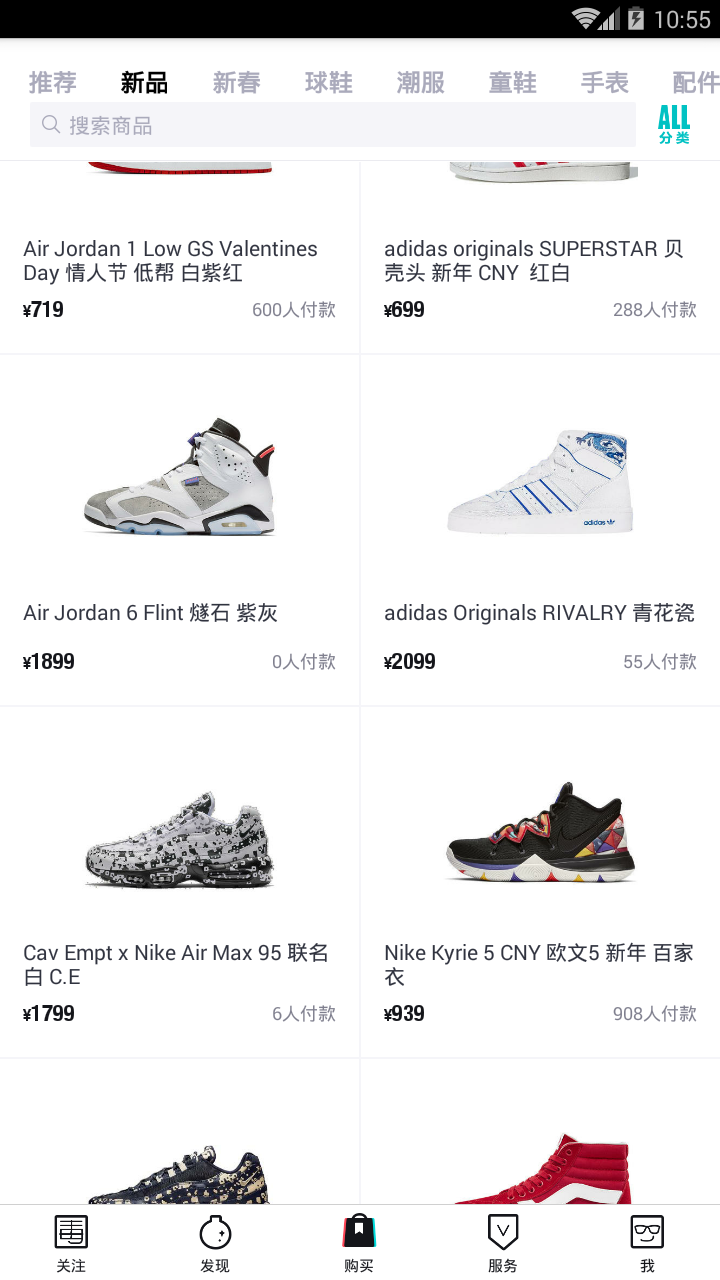 10:55
推荐 新品 新春 球鞋 潮服 童鞋 手表 配件
搜索商品
ALL
分类
Air Jordan 1 Low GS Valentines
Day 情人节 低帮 白紫红
¥719 600人付款
adidas originals SUPERSTAR 贝
壳头 新年 CNY 红白
¥699 288人付款
adidas
Air Jordan 6 Flint 燧石 紫灰
¥1899 0人付款
adidas Originals RIVALRY 青花瓷
¥2099 55人付款
Cav Empt x Nike Air Max 95 联名
白 C.E
¥1799 6人付款
Nike Kyrie 5 CNY 欧文5 新年 百家
衣
¥939 908人付款
关注 发现 购买 服务 我